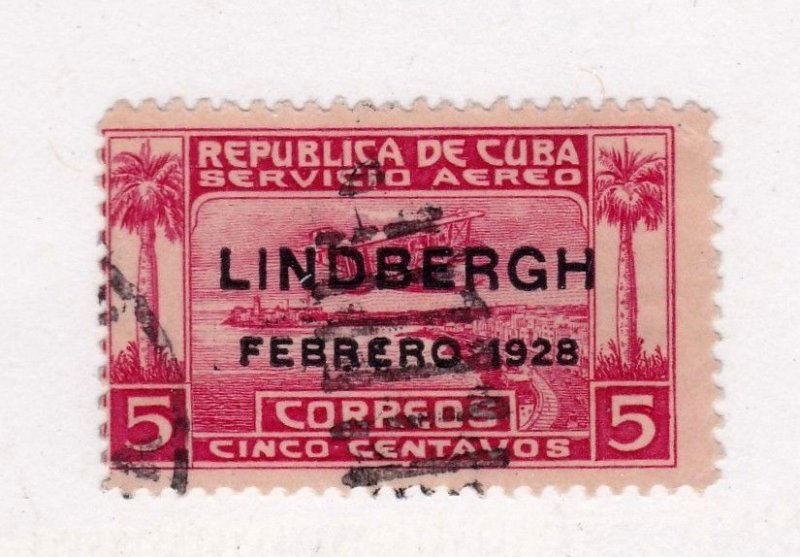 REPUBLICA DE CUBA
SERVICIO AEREO
LINDBERGH
FEBRERO 1928
CORREOS
5 5
CINCO CENTAVOS